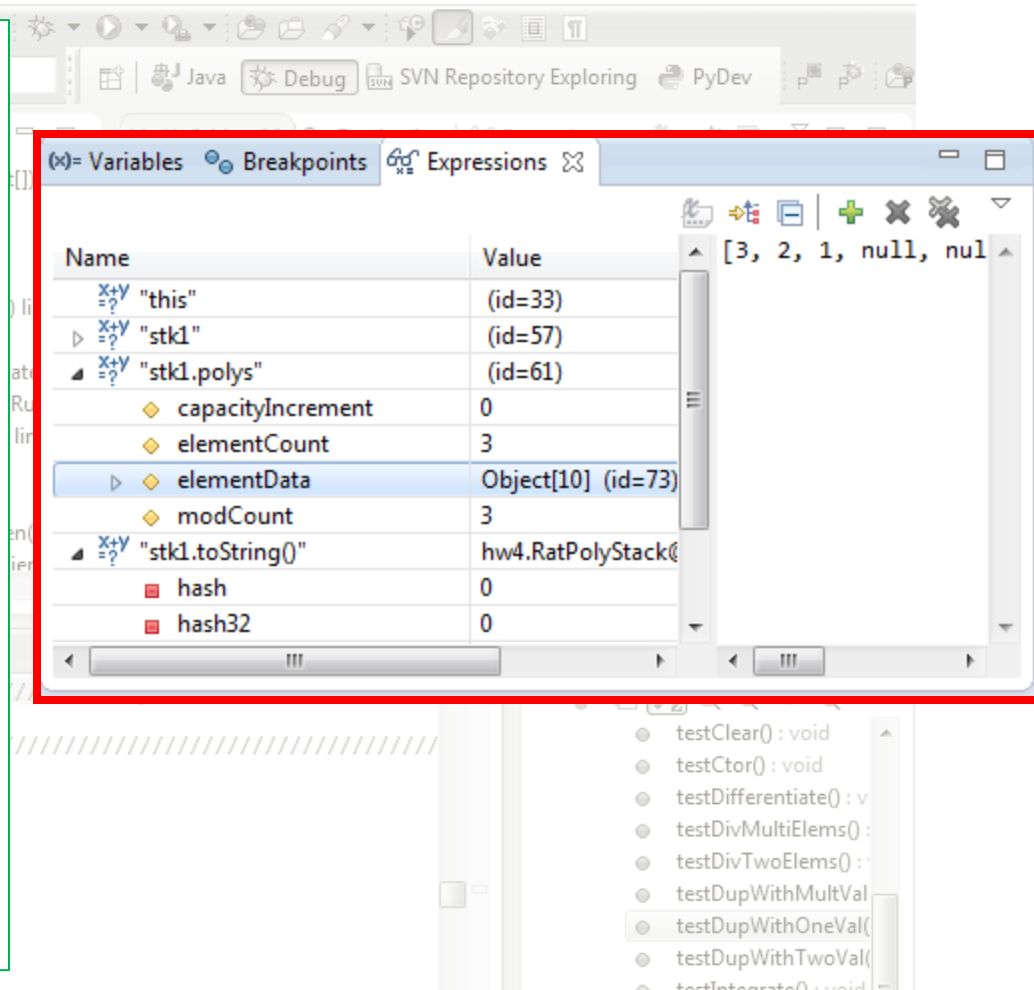 Java Debug SVN Repository Exploring PyDev
(x)= Variables Breakpoints Expressions
[3, 2, 1, null, nul
Name Value
"this" (id=33)
"stk1" (id=57)
"stk1.polys" (id=61)
capacityIncrement 0
elementCount 3
elementData Object[10] (id=73)
modCount 3
"stk1.toString()" hw4.RatPolyStack@
hash 0
hash32 0
////////////////////////////////////
testClear() : void
testCtor() : void
testDifferentiate() : v
testDivMultiElems() :
testDivTwoElems() :
testDupWithMultVal
testDupWithOneVal(
testDupWithTwoVal(
testIntegrate() : void